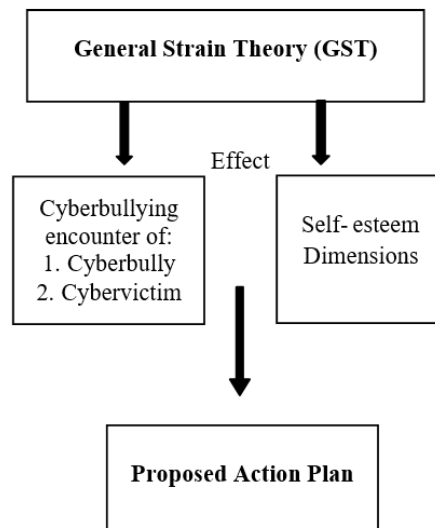 General Strain Theory (GST)
Effect
Cyberbullying
encounter of:
1. Cyberbully
2. Cybervictim
Self- esteem
Dimensions
Proposed Action Plan